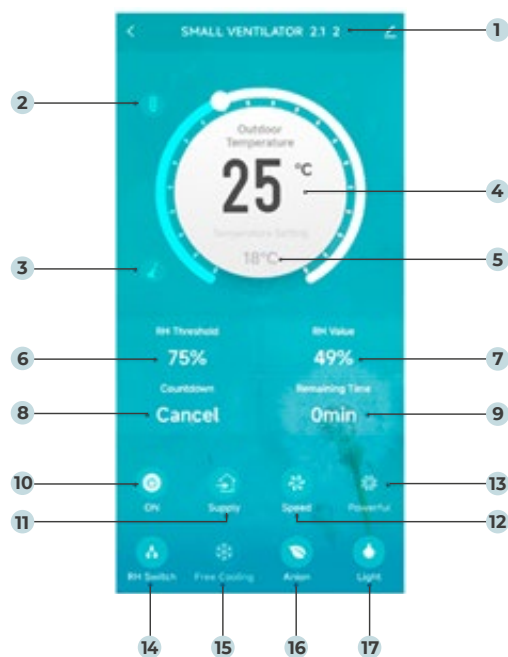 SMALL VENTILATOR 2.1 2
1
2
Outdoor
Temperature
25 °C
4
Temperature Setting
18°C
5
3
RH Threshold
RH Value
6
75%
49%
7
Countdown
Remaining Time
8
Cancel
0min
9
10
13
ON
Supply
Speed
Powerful
11
12
RH Switch
Free Cooling
Anion
Light
14
15
16
17